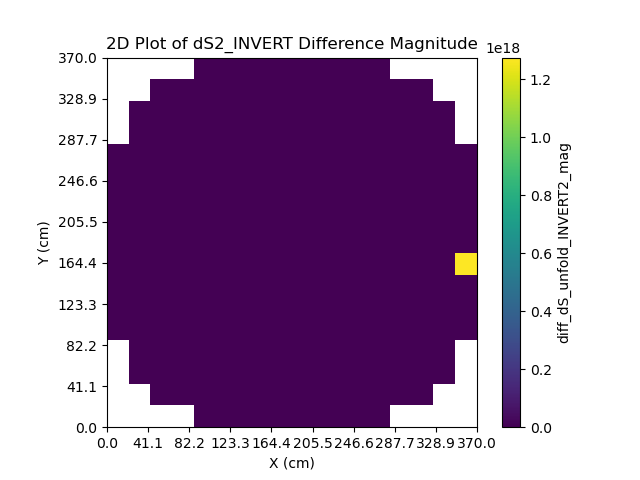 2D Plot of dS2_INVERT Difference Magnitude
1e18
370.0
328.9
287.7
246.6
205.5
164.4
123.3
82.2
41.1
0.0
Y (cm)
0.0 41.1 82.2 123.3 164.4 205.5 246.6 287.7 328.9 370.0
X (cm)
1.2
1.0
0.8
0.6
0.4
0.2
0.0
diff_dS_unfold_INVERT2_mag